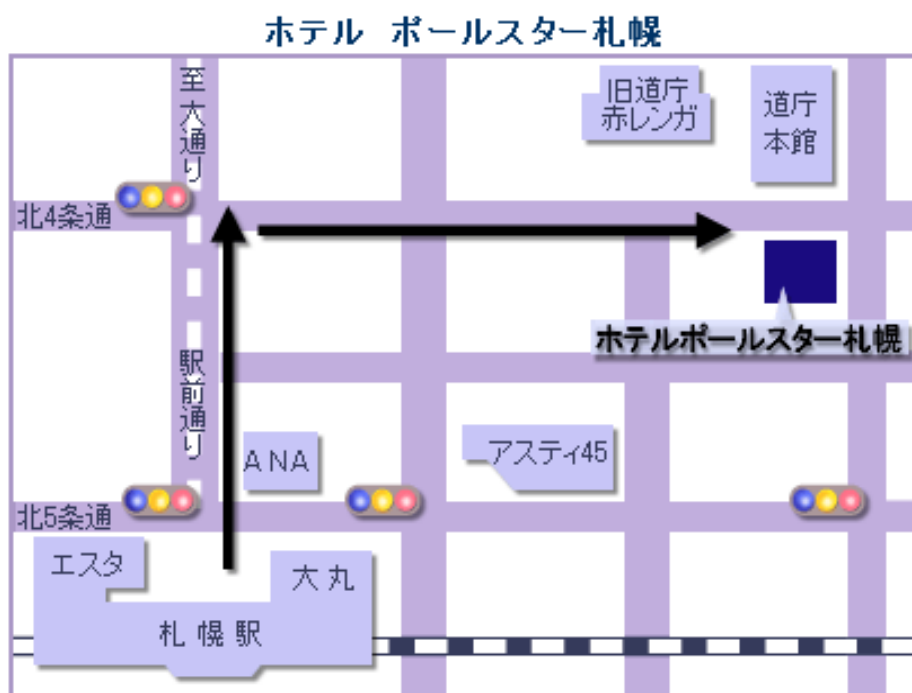 ホテル ポールスター札幌
至大通り
旧道庁
赤レンガ
道庁
本館
北4条通
ホテルポールスター札幌
駅前通り
ANA
アスティ45
北5条通
エスタ
大丸
札幌駅